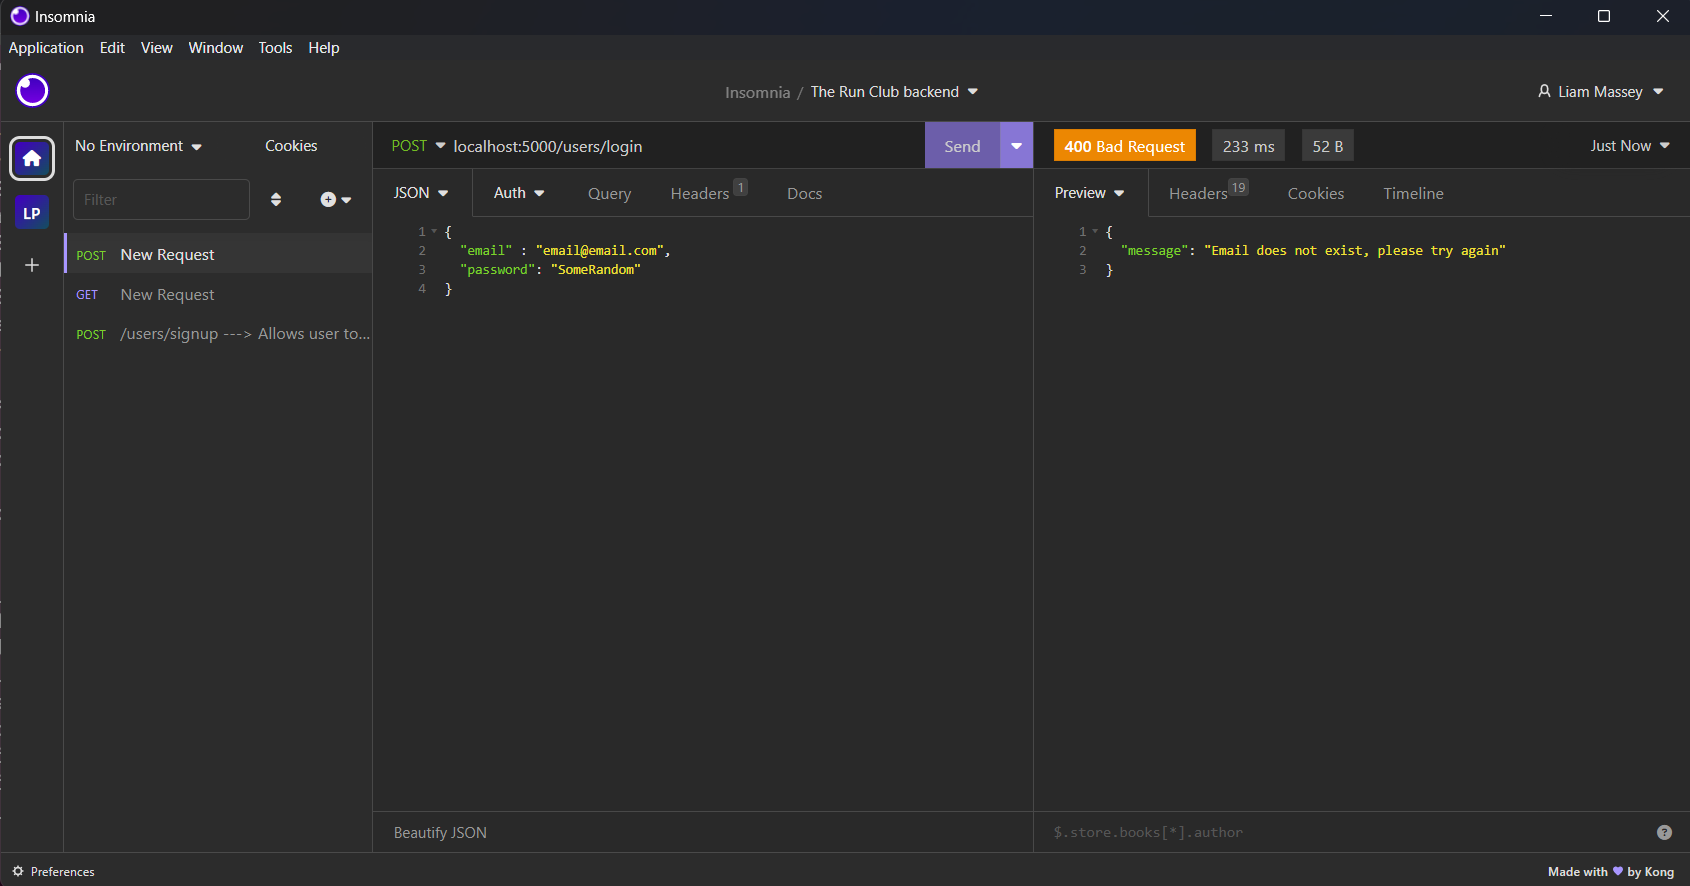 Insomnia
Application Edit View Window Tools Help
Insomnia / The Run Club backend
Liam Massey
No Environment Cookies
POST localhost:5000/users/login Send
400 Bad Request 233 ms 52 B Just Now
LP
Filter
JSON Auth Query Headers 1 Docs
Preview Headers 19 Cookies Timeline
POST New Request
GET New Request
POST /users/signup ---> Allows user to...
1 {
2 "email" : "email@email.com",
3 "password": "SomeRandom"
4 }
1 {
2 "message": "Email does not exist, please try again"
3 }
Beautify JSON
$.store.books[*].author ?
Preferences
Made with 💜 by Kong